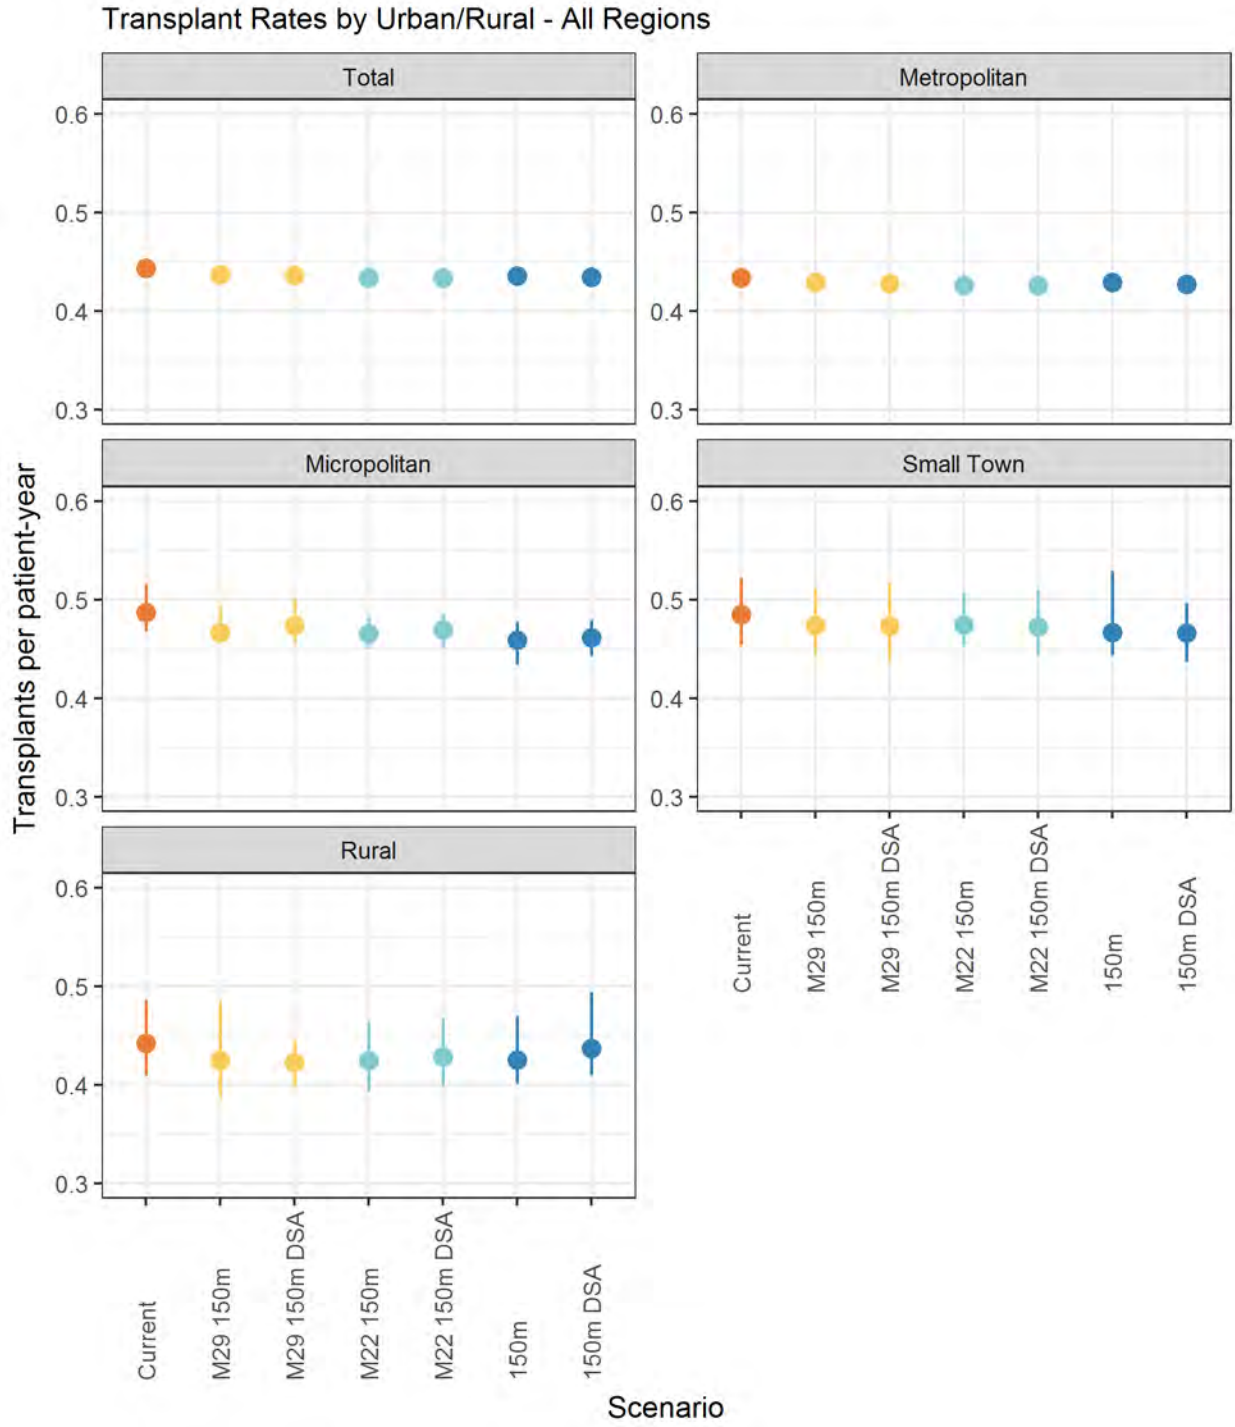 Transplant Rates by Urban/Rural - All Regions
Total
Metropolitan
0.6
0.5
0.4
0.3
0.6
0.5
0.4
0.3
Micropolitan
Small Town
0.6
0.5
0.4
0.3
0.6
0.5
0.4
0.3
Transplants per patient-year
Rural
0.6
0.5
0.4
0.3
Current
M29 150m
M29 150m DSA
M22 150m
M22 150m DSA
150m
150m DSA
Current
M29 150m
M29 150m DSA
M22 150m
M22 150m DSA
150m
150m DSA
Scenario